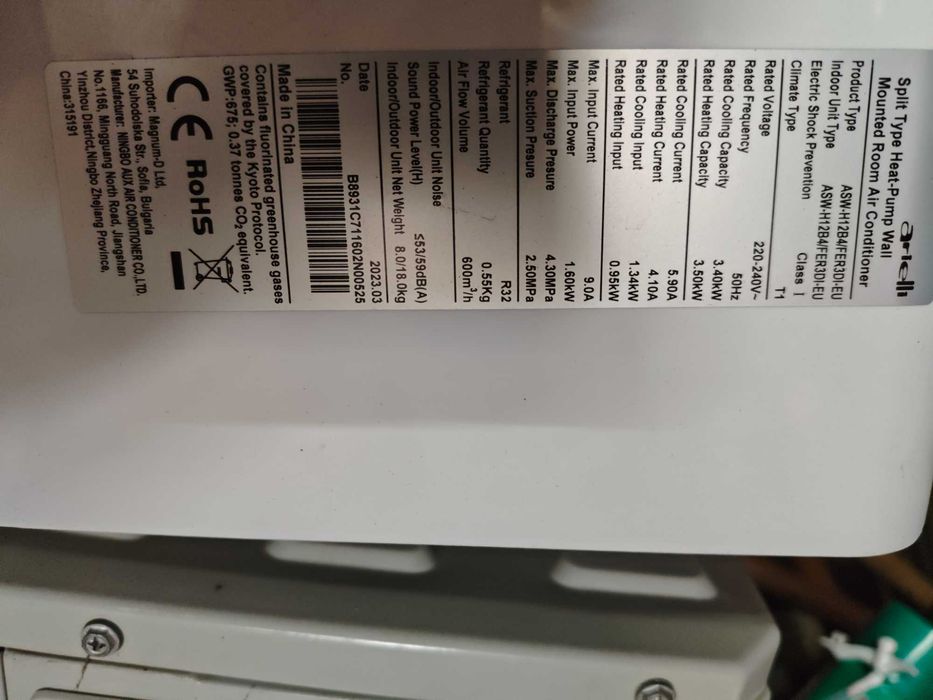 arielli
Split Type Heat-Pump Wall
Mounted Room Air Conditioner
Product Type ASW-H12B4/FER3DI-EU
Indoor Unit Type ASW-H12B4/FER3DI-EU
Electric Shock Prevention Class I
Climate Type T1
Rated Voltage 220-240V~
Rated Frequency 50Hz
Rated Cooling Capacity 3.40kW
Rated Heating Capacity 3.50kW
Rated Cooling Current 5.90A
Rated Heating Current 4.10A
Rated Cooling Input 1.34kW
Rated Heating Input 0.95kW
Max. Input Current 9.0A
Max. Input Power 1.60kW
Max. Discharge Presure 4.30MPa
Max. Suction Presure 2.50MPa
Refrigerant R32
Refrigerant Quantity 0.55Kg
Air Flow Volume 600m³/h
Indoor/Outdoor Unit Noise
Sound Power Level(H) ≤53/59dB(A)
Indoor/Outdoor Unit Net Weight 8.0/18.0kg
Date 2023.03
No. B8931C711602N00525
Made in China
Contains fluorinated greenhouse gases
covered by the Kyoto Protocol.
GWP:675; 0.37 tonnes CO₂ equivalent.
CE RoHS
Importer: Magnum-D Ltd,
54 Suhodolska Str., Sofia, Bulgaria
Manufacturer: NINGBO AUX AIR CONDITIONER CO.,LTD.
No.1166, Mingguang North Road, Jiangshan
Yinzhou District,Ningbo Zhejiang Province,
China:315191